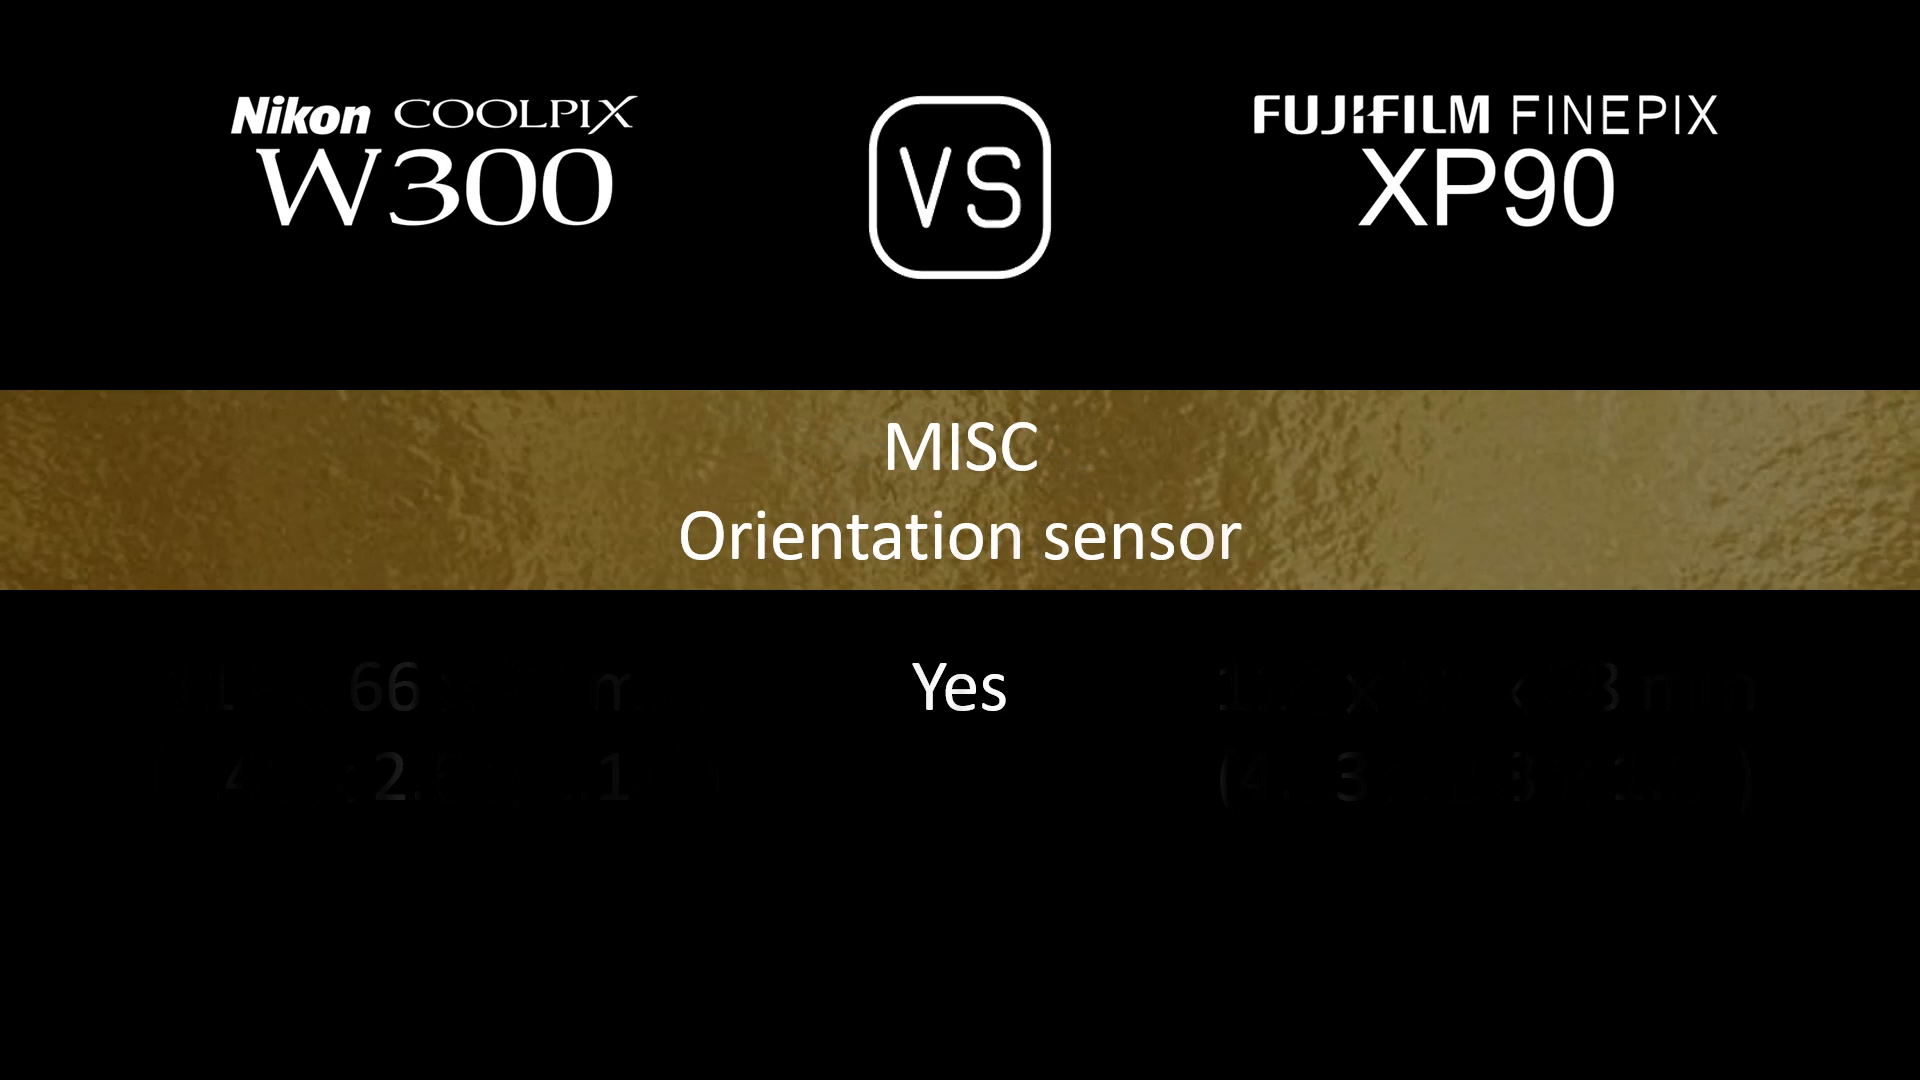 Nikon COOLPIX
W300
VS
FUJIFILM FINEPIX
XP90
MISC
Orientation sensor
Yes